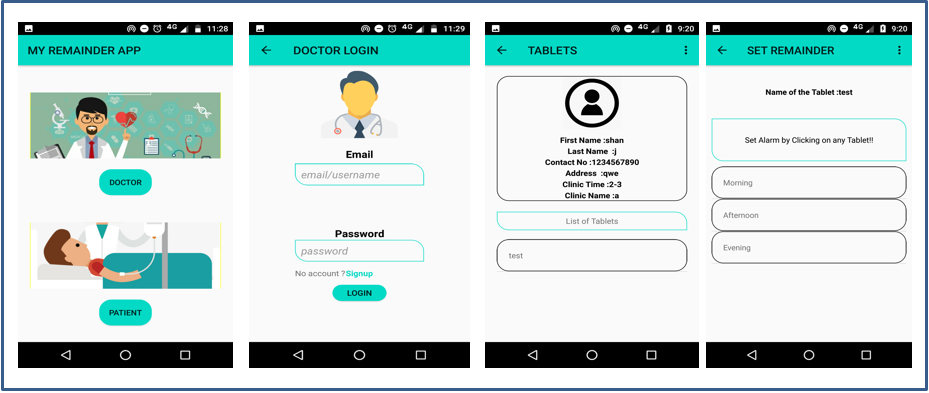 4G 11:28
MY REMAINDER APP
DOCTOR
PATIENT
4G 11:29
DOCTOR LOGIN
Email
email/username
Password
password
No account ?Signup
LOGIN
4G 9:20
TABLETS
First Name :shan
Last Name :j
Contact No :1234567890
Address :qwe
Clinic Time :2-3
Clinic Name :a
List of Tablets
test
4G 9:20
SET REMAINDER
Name of the Tablet :test
Set Alarm by Clicking on any Tablet!!
Morning
Afternoon
Evening